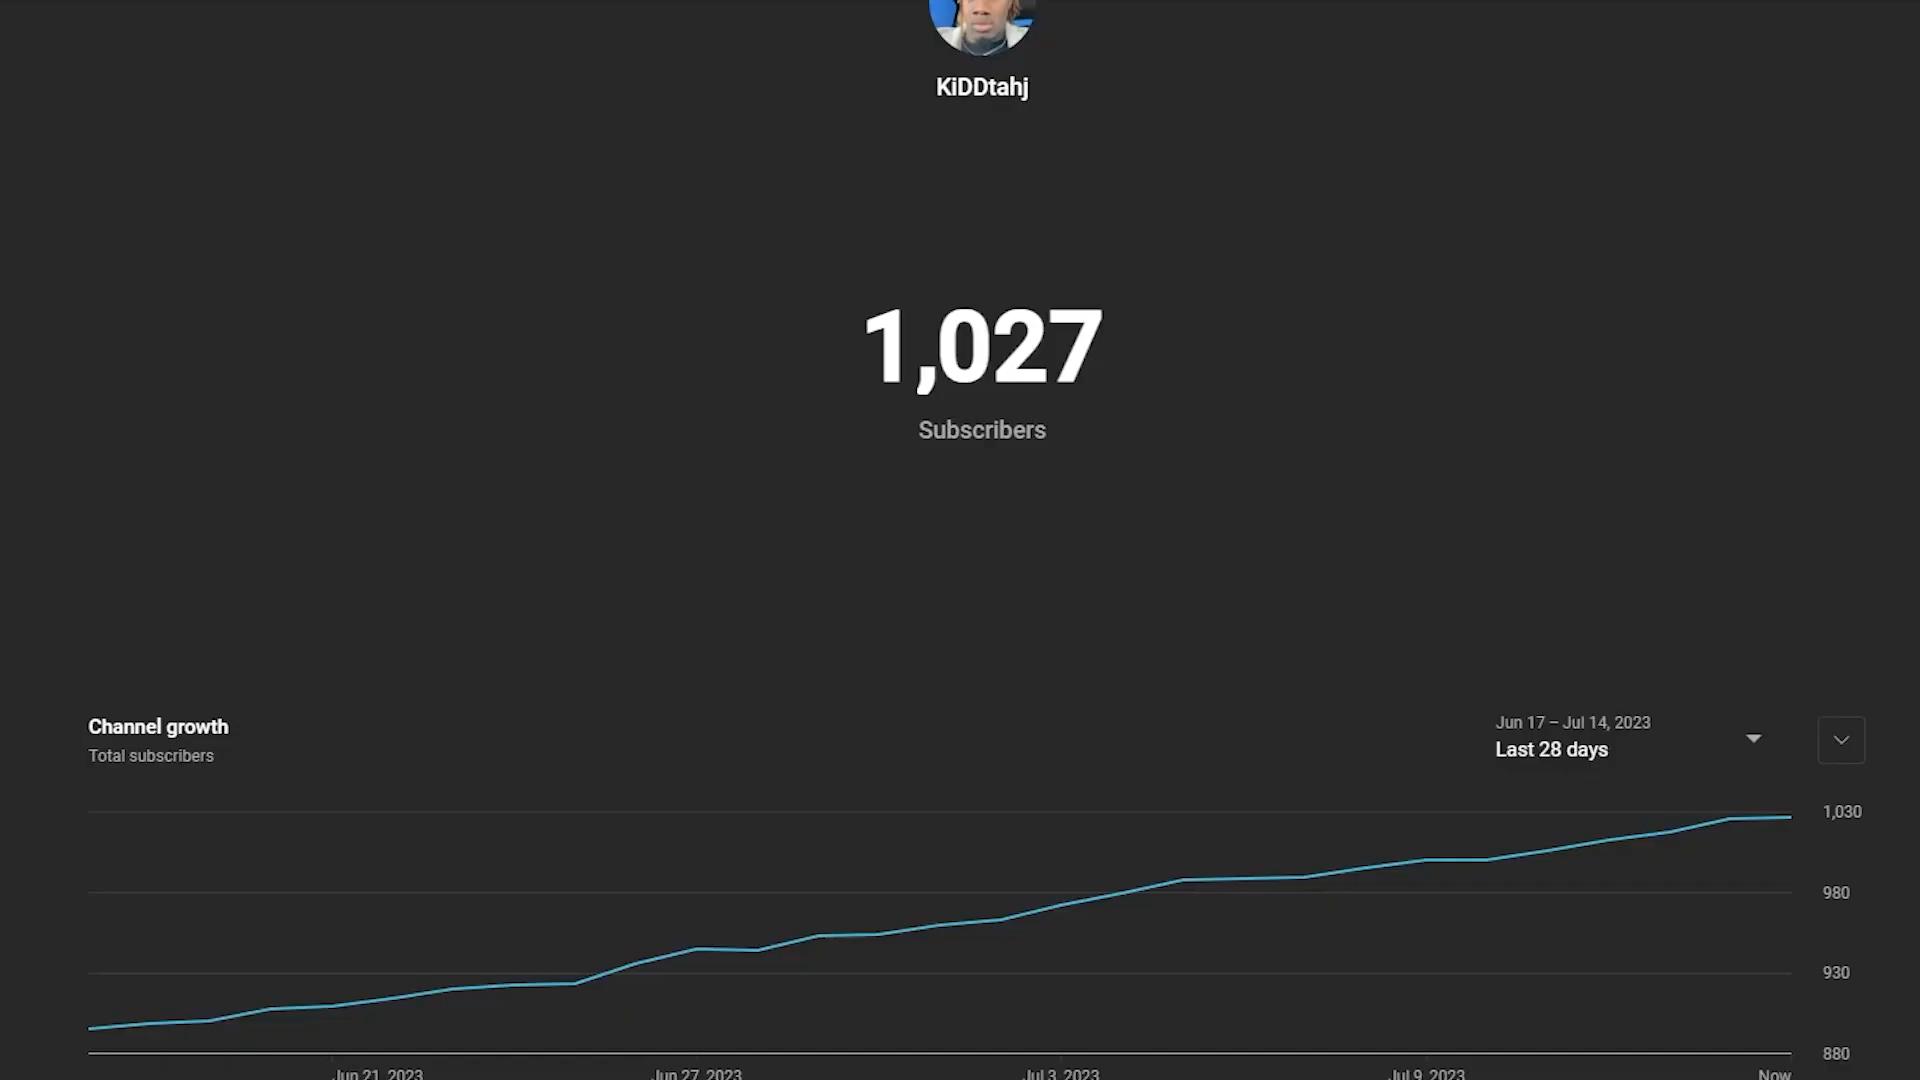 KiDDtahj
1,027
Subscribers
Channel growth
Total subscribers
Jun 17 – Jul 14, 2023
Last 28 days
1,030
980
930
880
Jun 21, 2023
Jun 27, 2023
Jul 3, 2023
Jul 9, 2023
Now